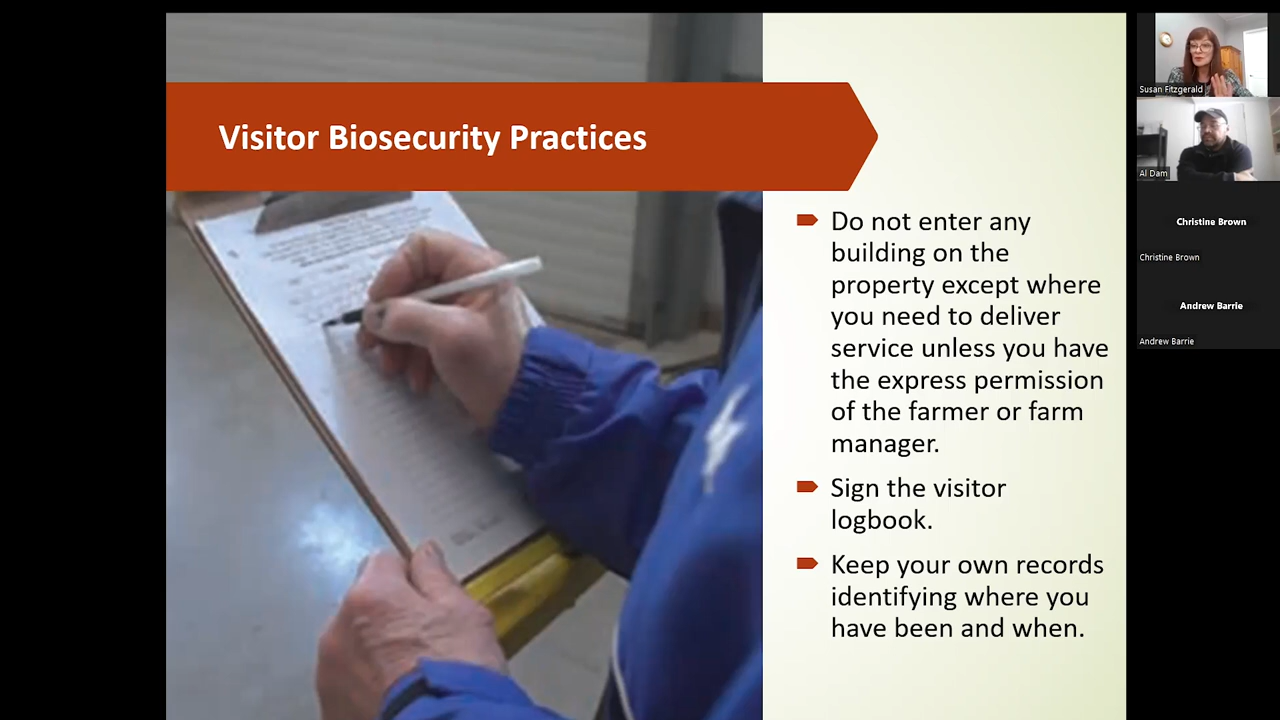 Visitor Biosecurity Practices
Do not enter any
building on the
property except where
you need to deliver
service unless you have
the express permission
of the farmer or farm
manager.
Sign the visitor
logbook.
Keep your own records
identifying where you
have been and when.
Susan Fitzgerald
Al Dam
Christine Brown
Christine Brown
Andrew Barrie
Andrew Barrie